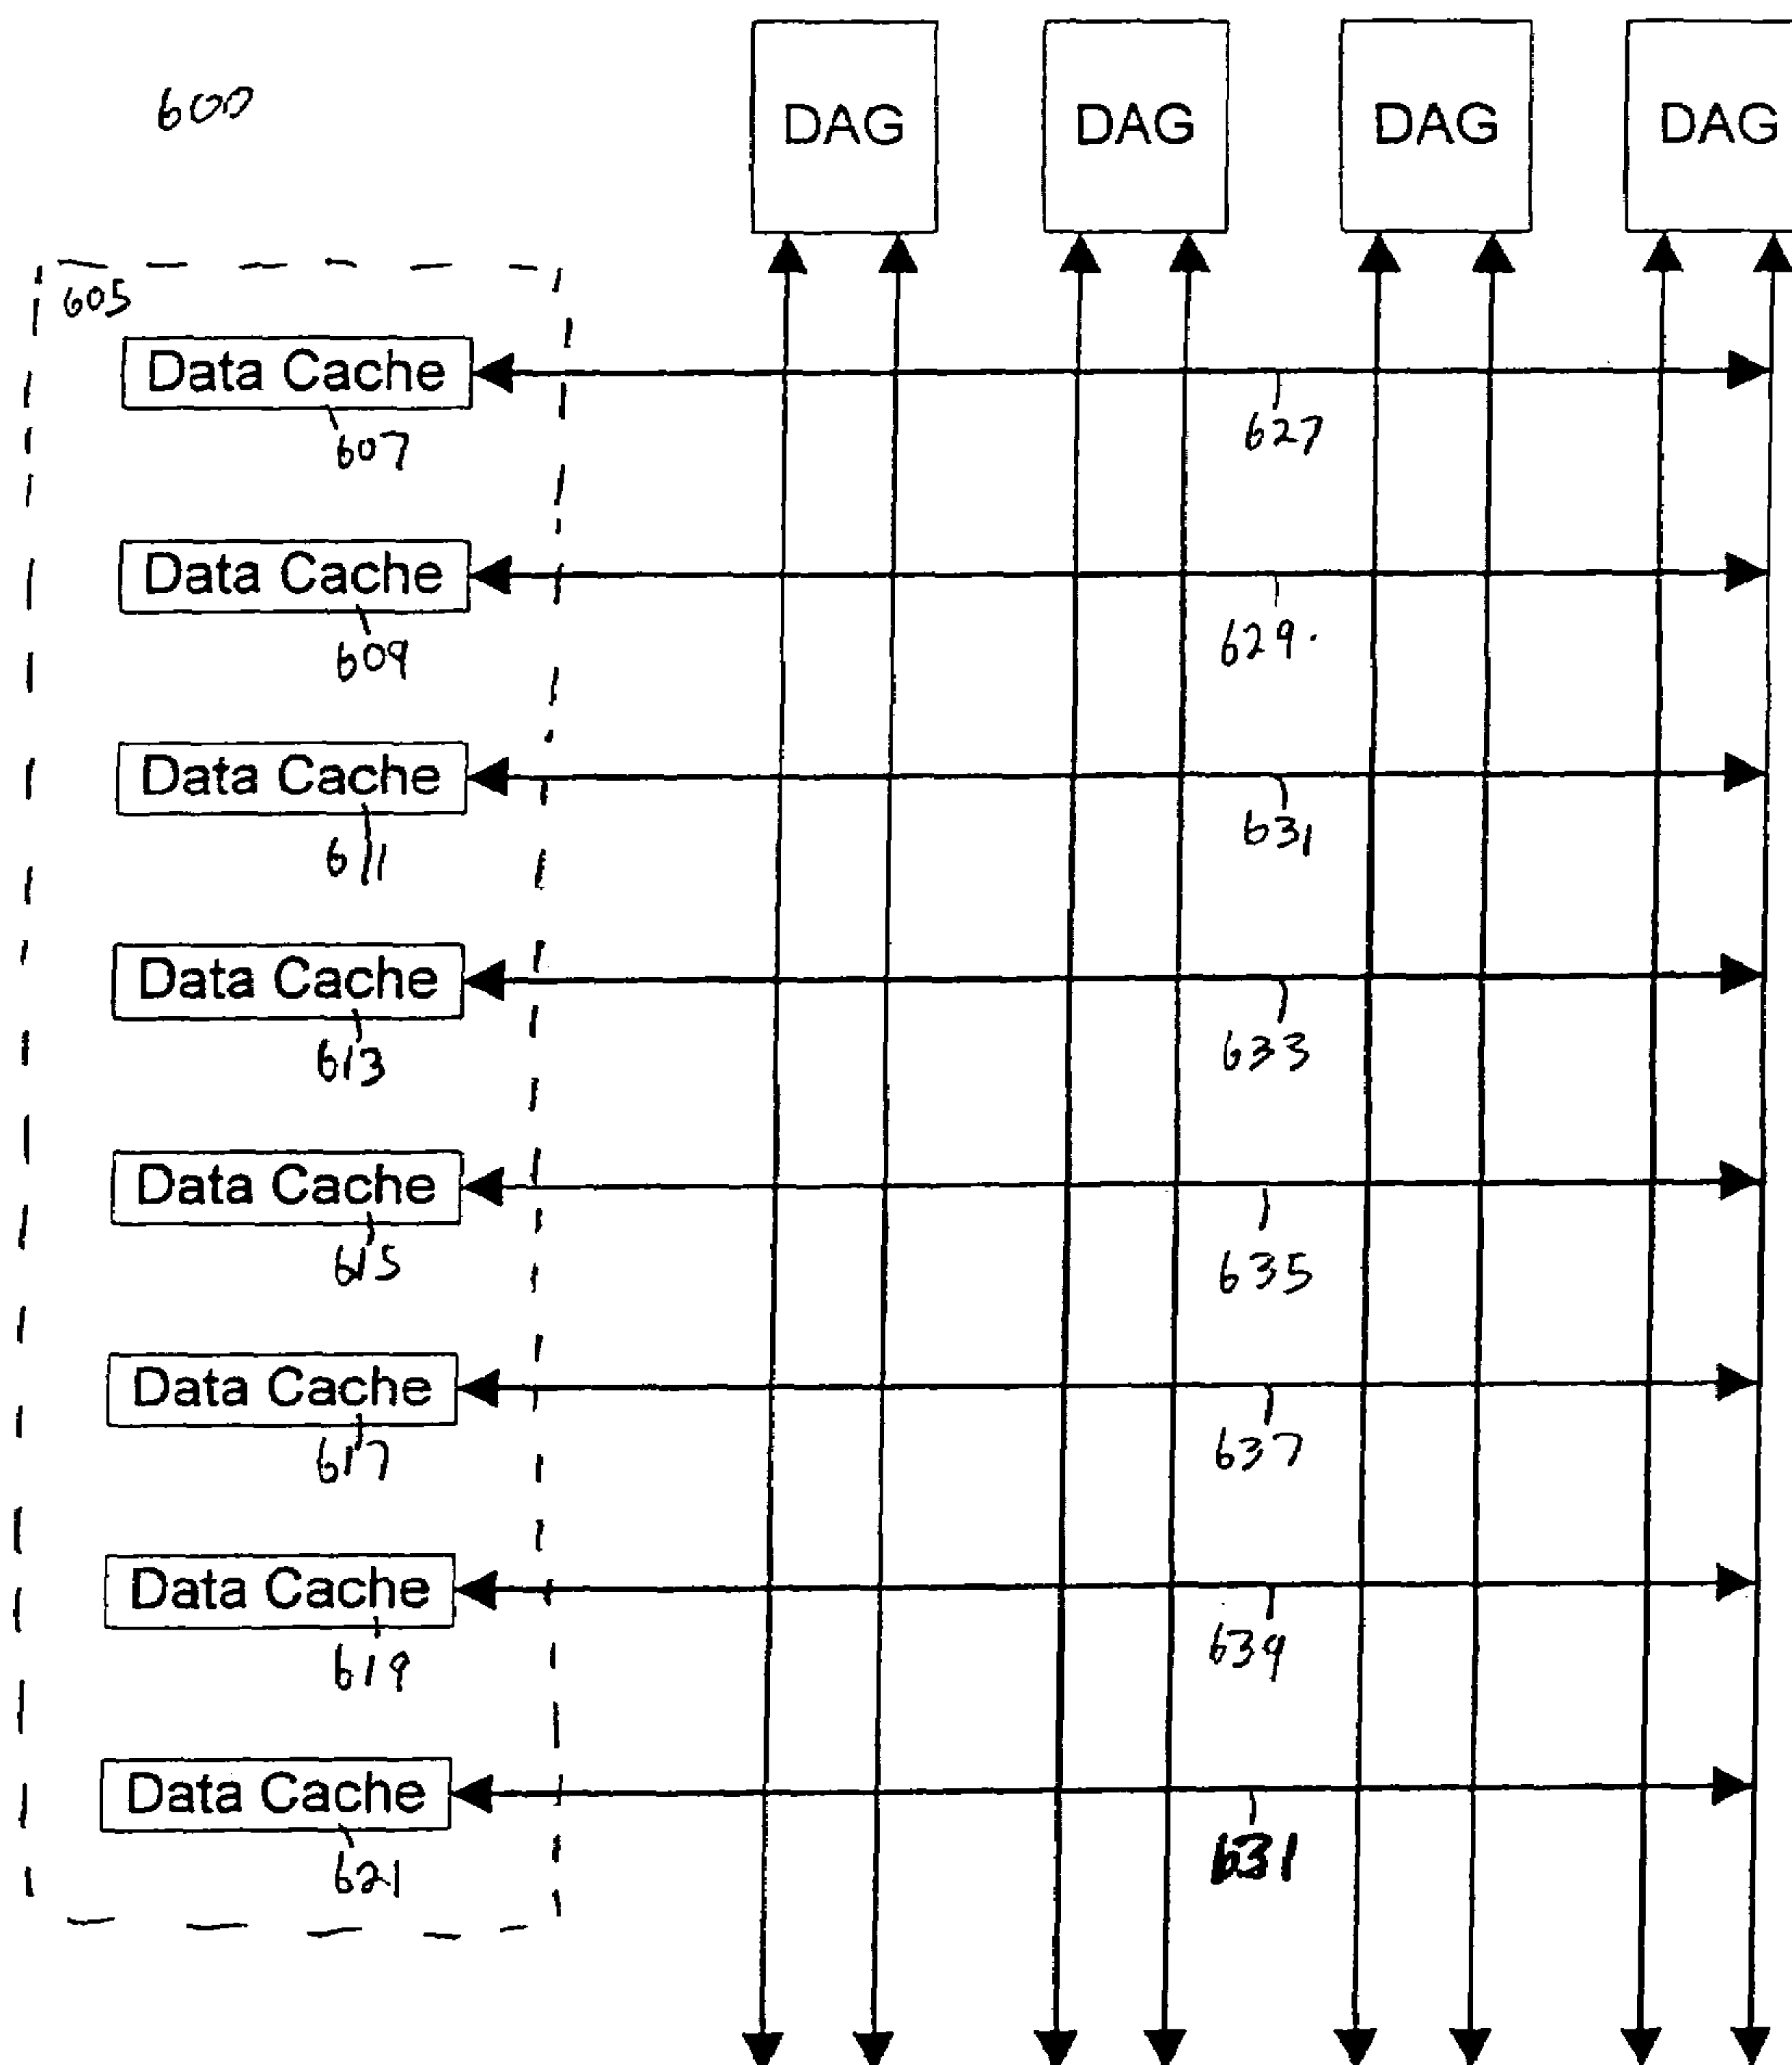 600
DAG DAG DAG DAG
605
Data Cache
607
627
Data Cache
609
629.
Data Cache
611
631
Data Cache
613
633
Data Cache
615
635
Data Cache
617
637
Data Cache
619
639
Data Cache
621
631